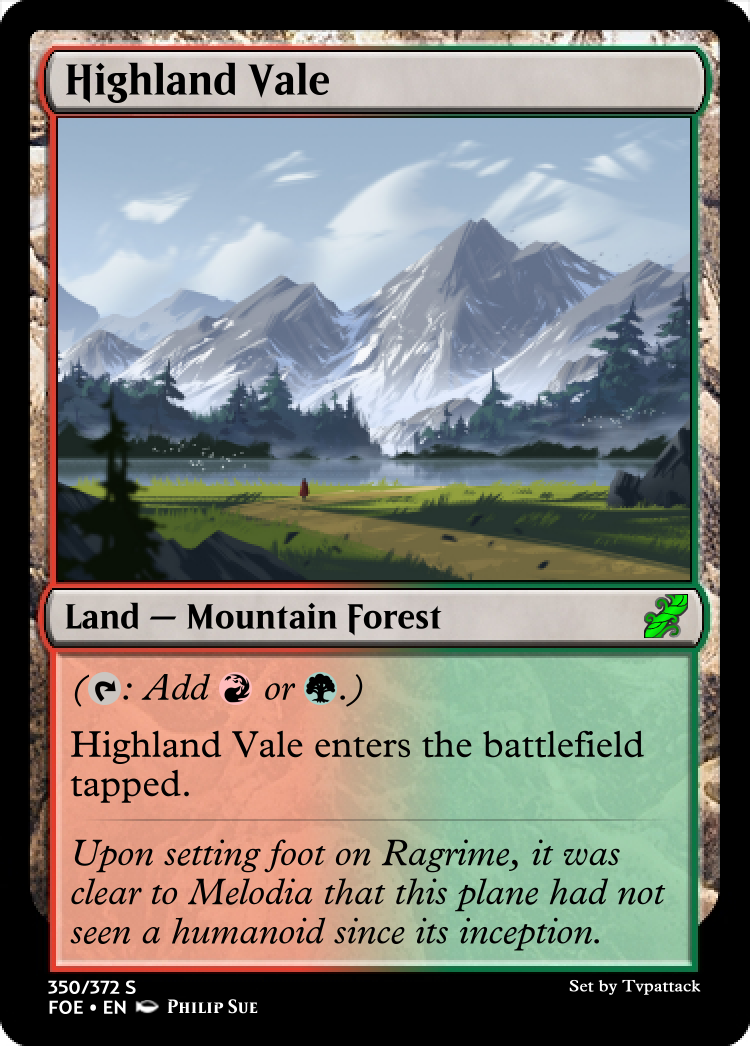 Highland Vale
Land — Mountain Forest
(: Add or .)
Highland Vale enters the battlefield
tapped.
Upon setting foot on Ragrime, it was
clear to Melodia that this plane had not
seen a humanoid since its inception.
350/372 S
Set by Tvpattack
FOE • EN Philip Sue